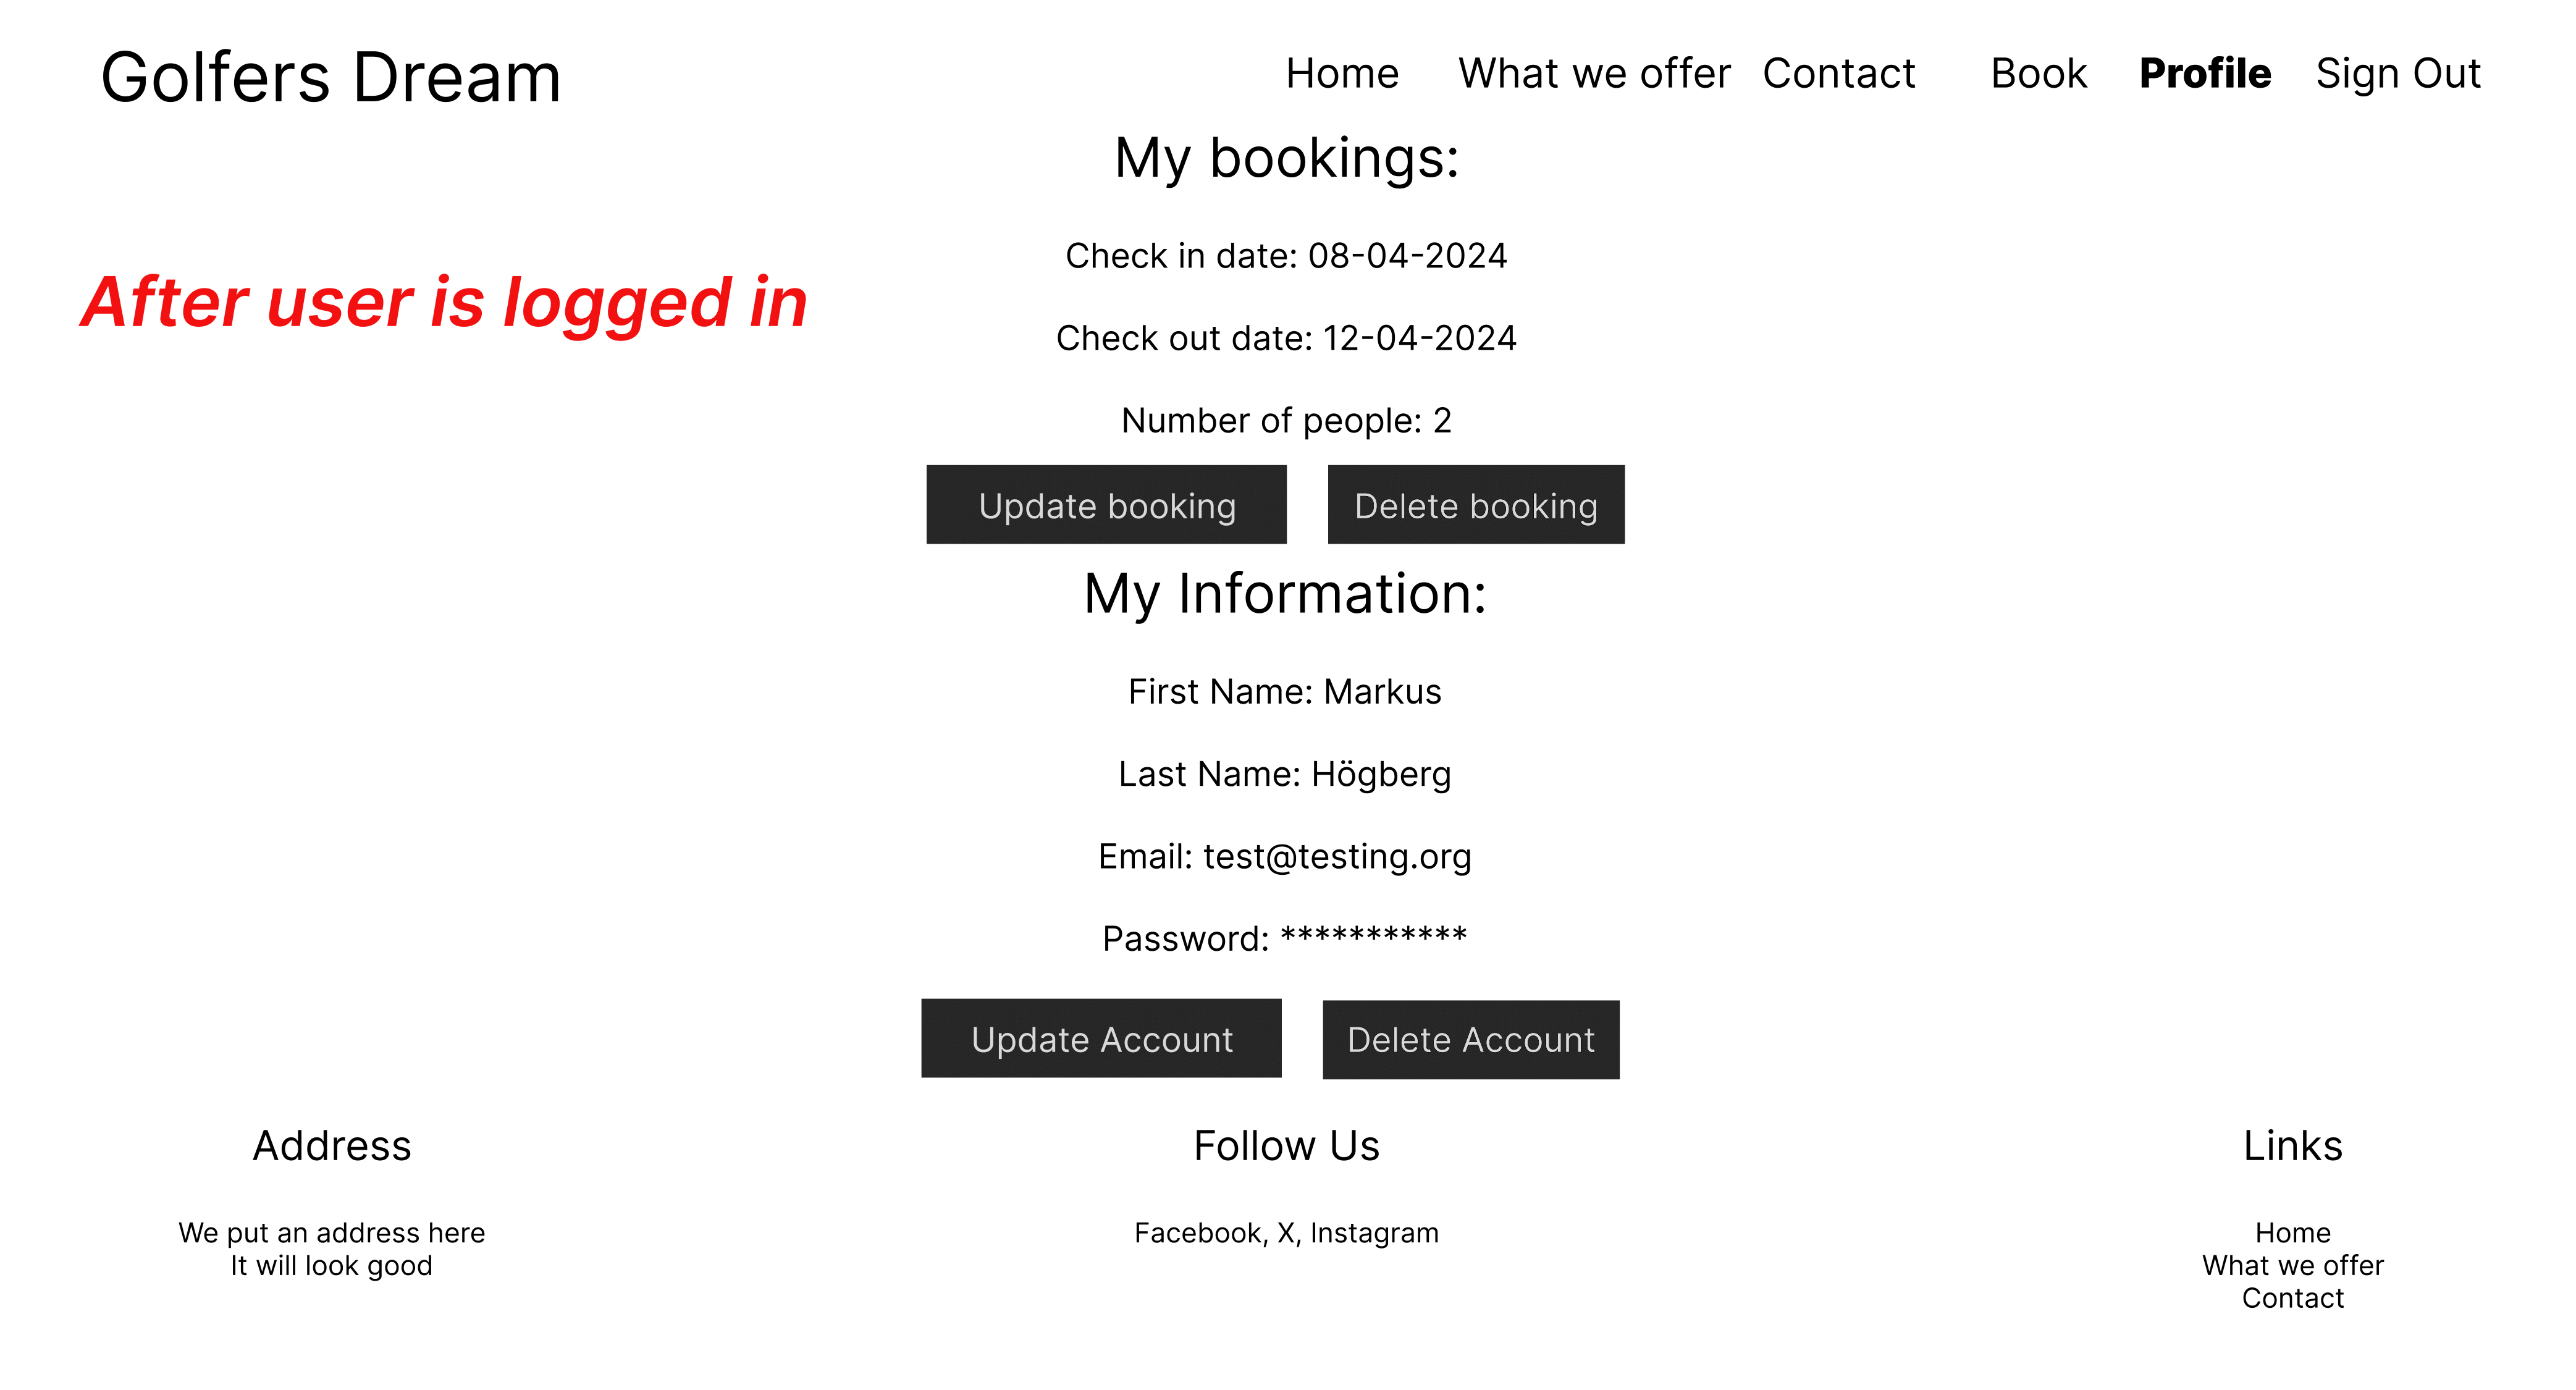 Golfers Dream
Home What we offer Contact Book Profile Sign Out
My bookings:
After user is logged in
Check in date: 08-04-2024
Check out date: 12-04-2024
Number of people: 2
Update booking Delete booking
My Information:
First Name: Markus
Last Name: Högberg
Email: test@testing.org
Password: ***********
Update Account Delete Account
Address
We put an address here
It will look good
Follow Us
Facebook, X, Instagram
Links
Home
What we offer
Contact